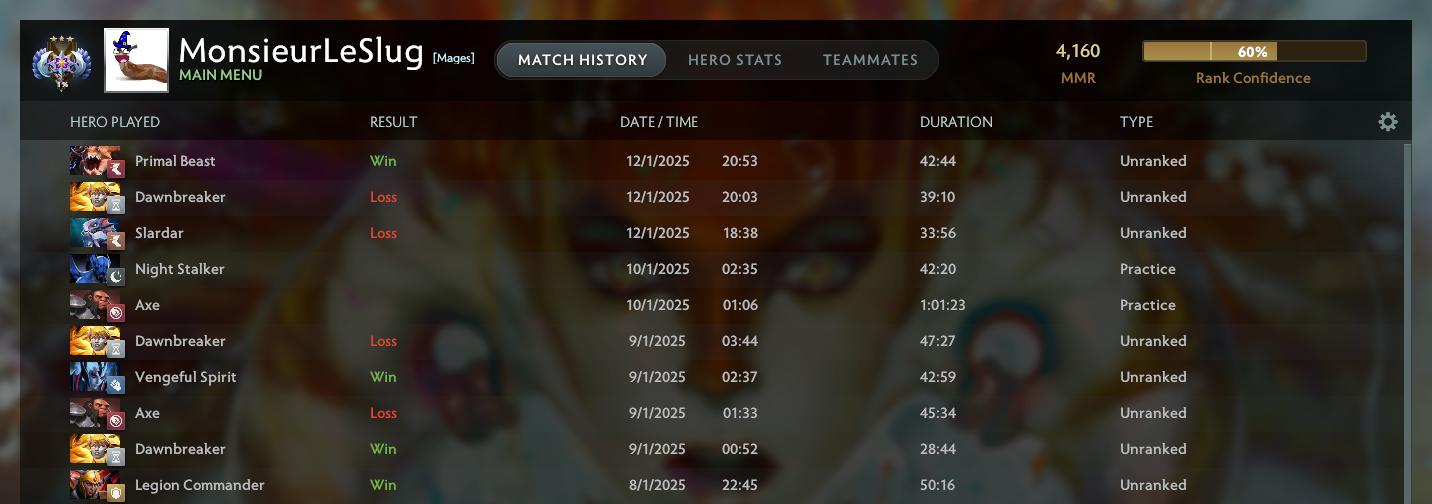 MonsieurLeSlug [Mages] MATCH HISTORY HERO STATS TEAMMATES 4,160 60%
MAIN MENU MMR Rank Confidence
HERO PLAYED RESULT DATE / TIME DURATION TYPE
Primal Beast Win 12/1/2025 20:53 42:44 Unranked
Dawnbreaker Loss 12/1/2025 20:03 39:10 Unranked
Slardar Loss 12/1/2025 18:38 33:56 Unranked
Night Stalker 10/1/2025 02:35 42:20 Practice
Axe 10/1/2025 01:06 1:01:23 Practice
Dawnbreaker Loss 9/1/2025 03:44 47:27 Unranked
Vengeful Spirit Win 9/1/2025 02:37 42:59 Unranked
Axe Loss 9/1/2025 01:33 45:34 Unranked
Dawnbreaker Win 9/1/2025 00:52 28:44 Unranked
Legion Commander Win 8/1/2025 22:45 50:16 Unranked